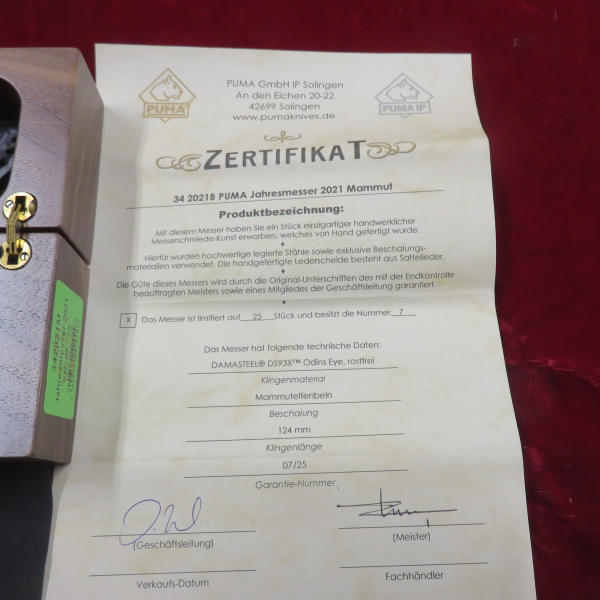 PUMA
PUMA GmbH IP Solingen
An den Eichen 20-22
42699 Solingen
www.pumaknives.de
PUMA IP
ZERTIFIKAT
34 20218 PUMA Jahresmesser 2021 Mammut
Produktbezeichnung:
Mit diesem Messer haben Sie ein Stück einzigartiger handwerklicher
Messerschmiede-Kunst erworben, welches von Hand gefertigt wurde.
Hierfür wurden hochwertige legierte Stähle sowie exklusive Beschalungs-
materialien verwendet. Die handgefertigte Lederscheide besteht aus Sattelleder.
Die Güte dieses Messers wird durch die Original-Unterschriften des mit der Endkontrolle
beauftragten Meisters sowie eines Mitgliedes der Geschäftsleitung garantiert.
X Das Messer ist limitiert auf 25 Stück und besitzt die Nummer 7
Das Messer hat folgende technische Daten:
DAMASTEEL® DS93X™ Odins Eye, rostfrei
Klingenmaterial
Mammutelfenbein
Beschalung
124 mm
Klingenlänge
07/25
Garantie-Nummer
(Geschäftsleitung)
(Meister)
Verkaufs-Datum
Fachhändler